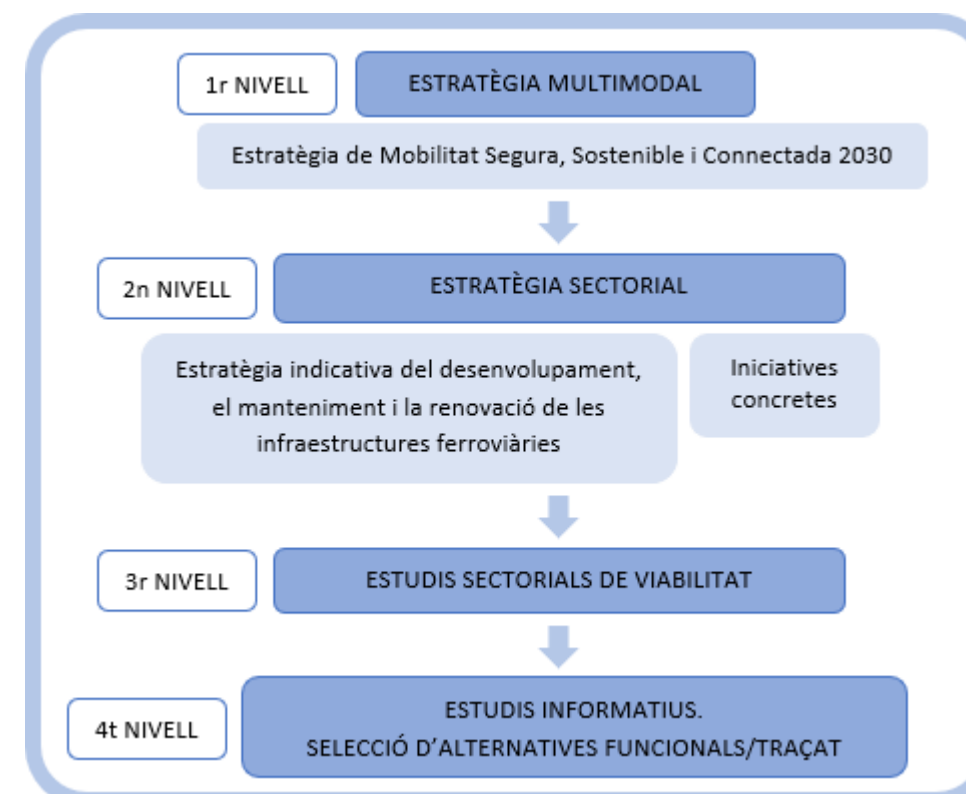 1r NIVELL
ESTRATÈGIA MULTIMODAL
Estratègia de Mobilitat Segura, Sostenible i Connectada 2030
2n NIVELL
ESTRATÈGIA SECTORIAL
Estratègia indicativa del desenvolupament,
el manteniment i la renovació de les
infraestructures ferroviàries
Iniciatives
concretes
3r NIVELL
ESTUDIS SECTORIALS DE VIABILITAT
4t NIVELL
ESTUDIS INFORMATIUS.
SELECCIÓ D'ALTERNATIVES FUNCIONALS/TRAÇAT